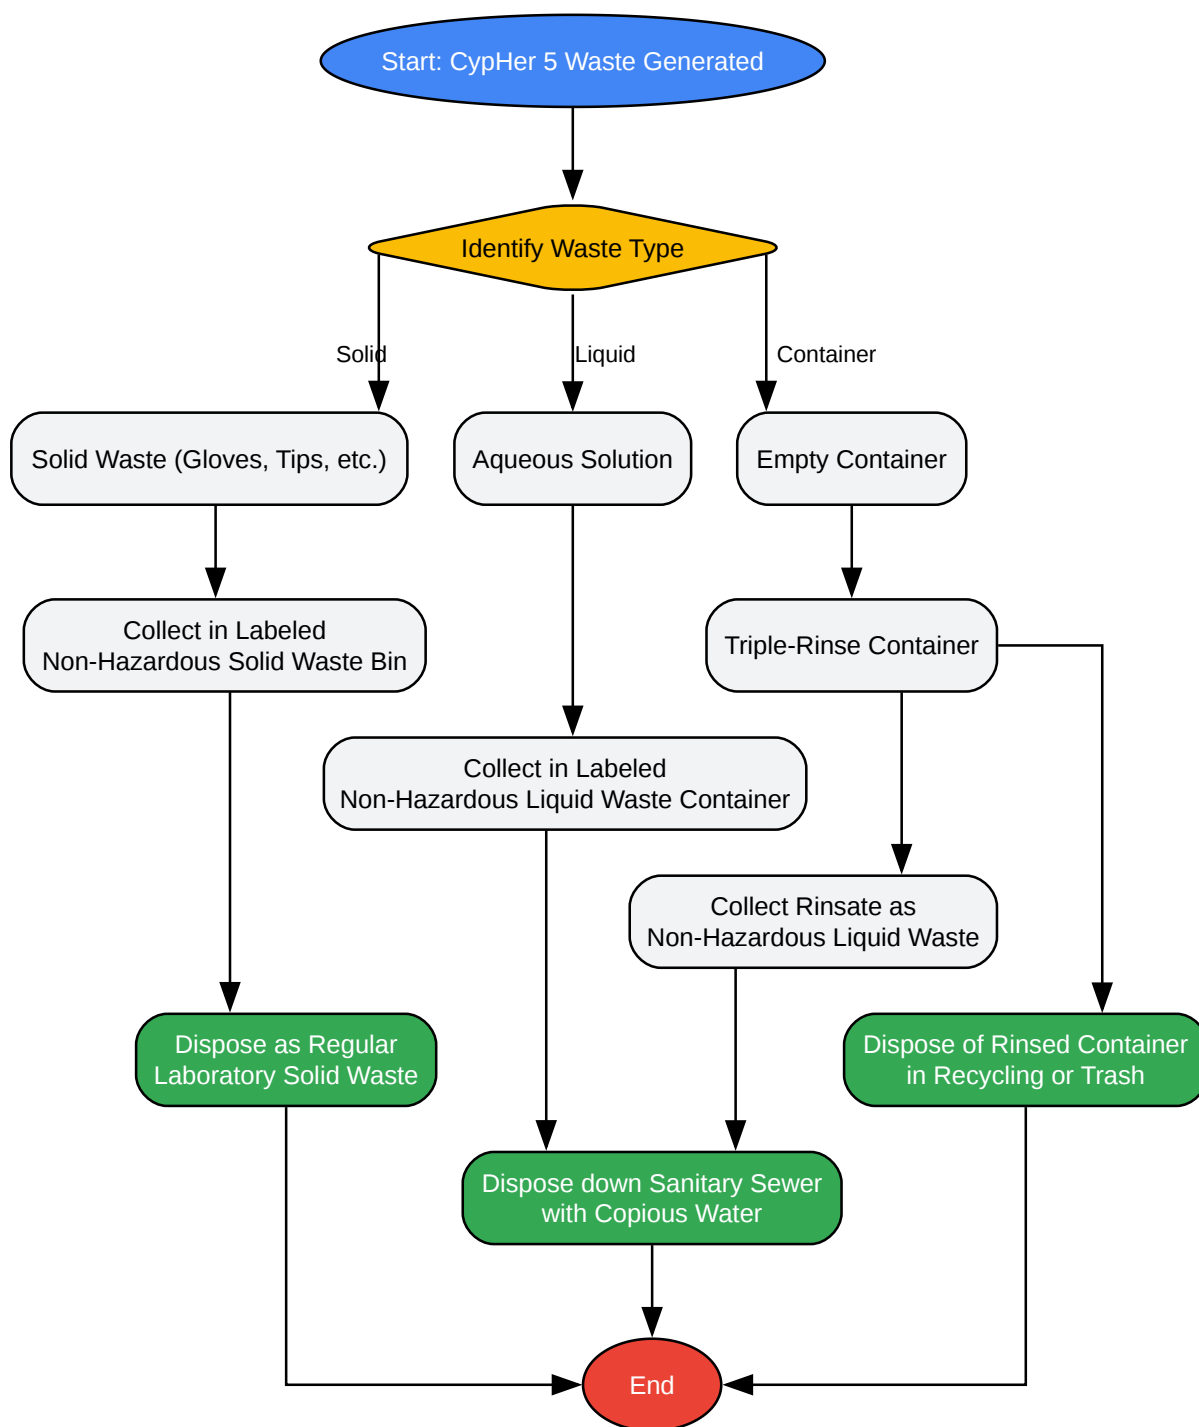 Start: CypHer 5 Waste Generated
Identify Waste Type
Solid
Liquid
Container
Solid Waste (Gloves, Tips, etc.)
Aqueous Solution
Empty Container
Collect in Labeled
Non-Hazardous Solid Waste Bin
Triple-Rinse Container
Collect in Labeled
Non-Hazardous Liquid Waste Container
Collect Rinsate as
Non-Hazardous Liquid Waste
Dispose as Regular
Laboratory Solid Waste
Dispose of Rinsed Container
in Recycling or Trash
Dispose down Sanitary Sewer
with Copious Water
End